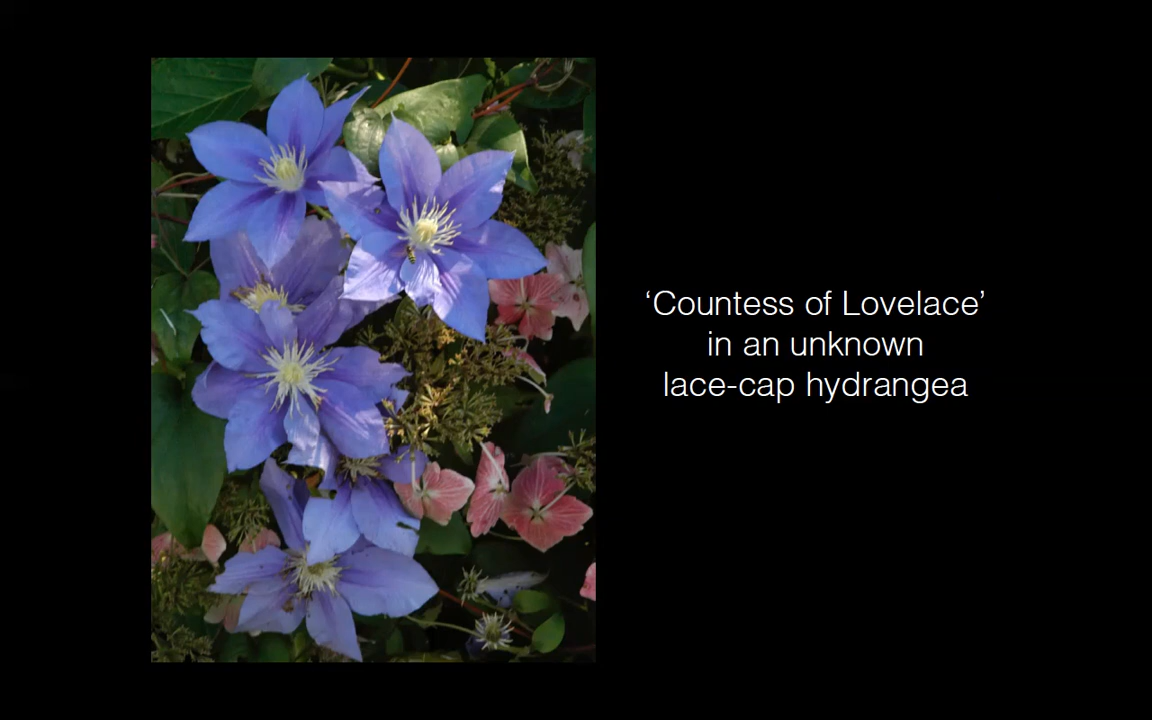 ‘Countess of Lovelace’
in an unknown
lace-cap hydrangea